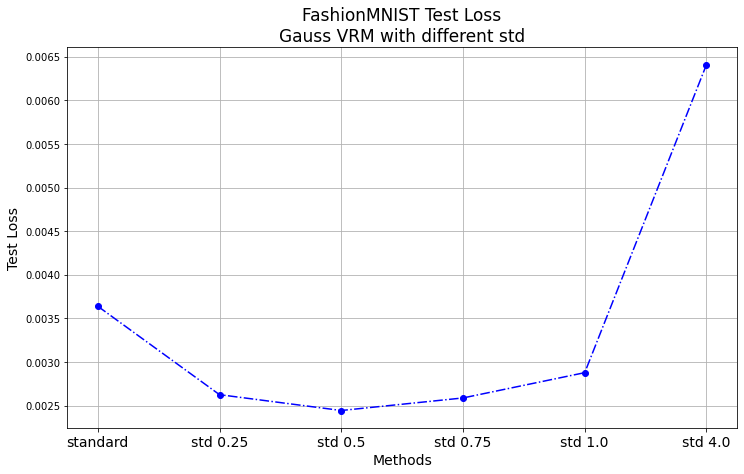 FashionMNIST Test Loss
Gauss VRM with different std
Test Loss
0.0065
0.0060
0.0055
0.0050
0.0045
0.0040
0.0035
0.0030
0.0025
standard std 0.25 std 0.5 std 0.75 std 1.0 std 4.0
Methods